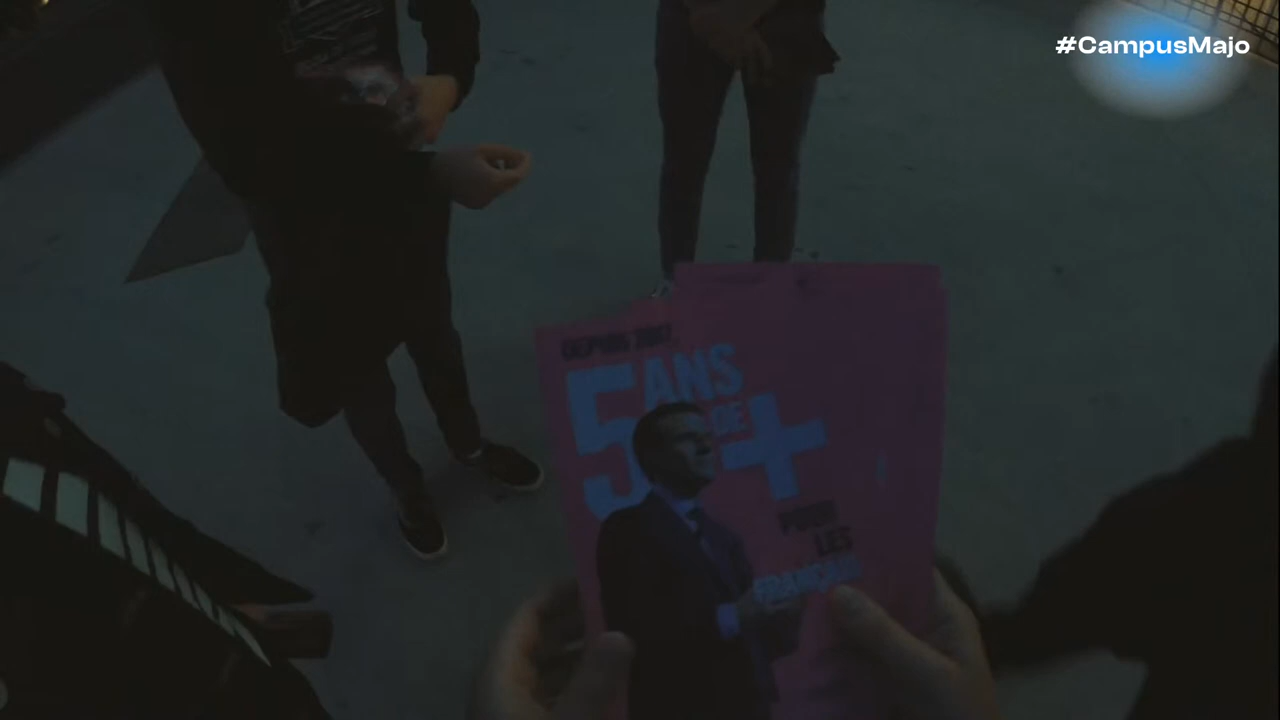 #CampusMajo
DEPUIS 2017,
5 ANS
DE +
POUR
LES
FRANÇAIS